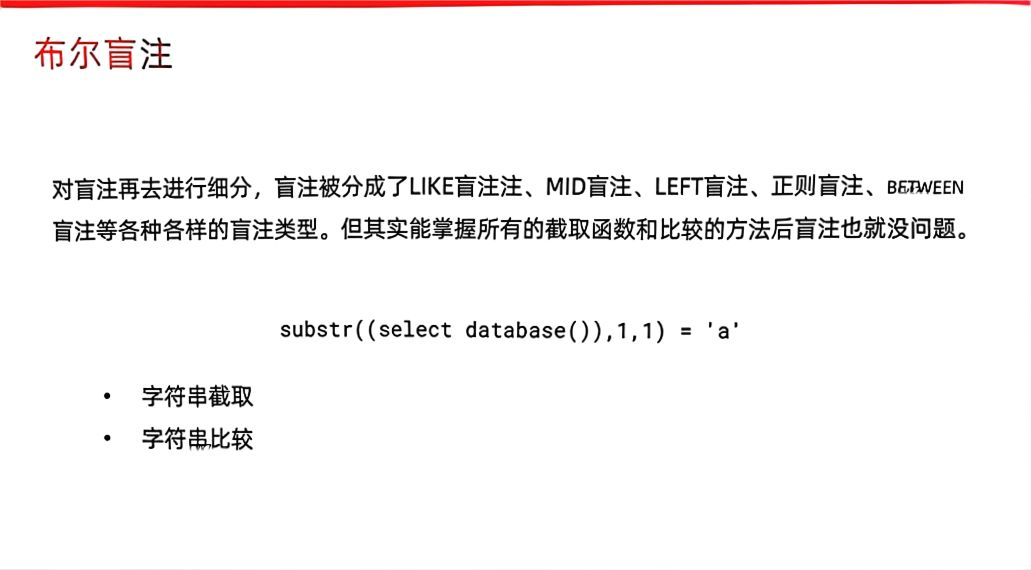 布尔盲注
对盲注再去进行细分，盲注被分成了LIKE盲注注、MID盲注、LEFT盲注、正则盲注、BETWEEN
盲注等各种各样的盲注类型。但其实能掌握所有的截取函数和比较的方法后盲注也就没问题。
substr((select database()),1,1) = 'a'
• 字符串截取
• 字符串比较